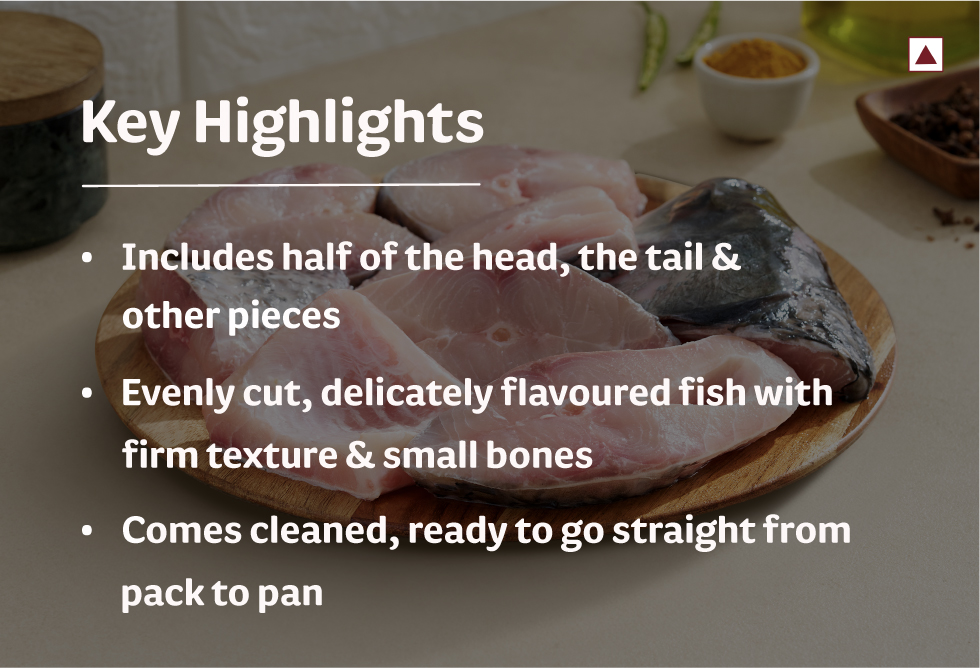 Key Highlights
• Includes half of the head, the tail &
other pieces
• Evenly cut, delicately flavoured fish with
firm texture & small bones
• Comes cleaned, ready to go straight from
pack to pan